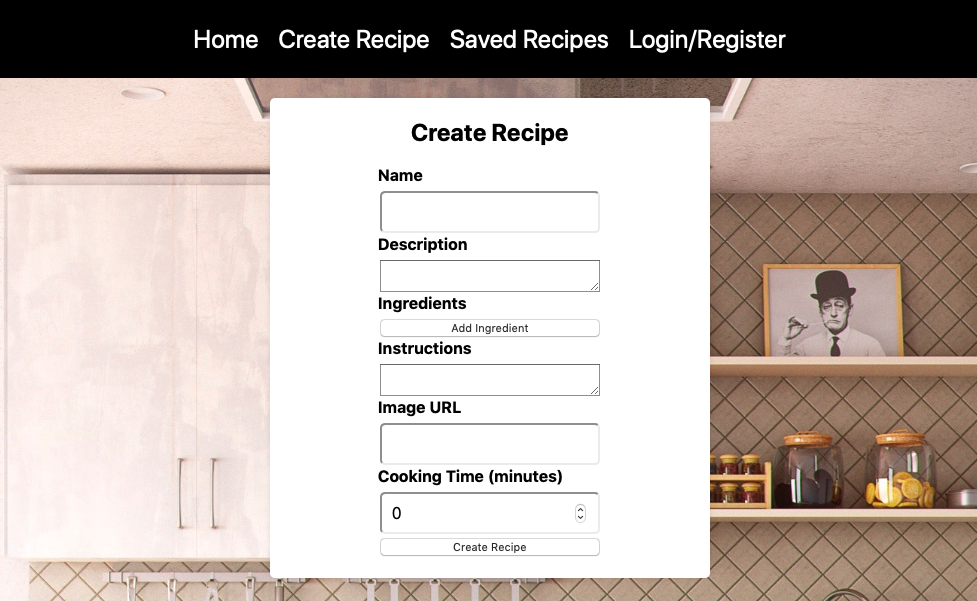 Home Create Recipe Saved Recipes Login/Register
Create Recipe
Name
Description
Ingredients
Add Ingredient
Instructions
Image URL
Cooking Time (minutes)
0
Create Recipe